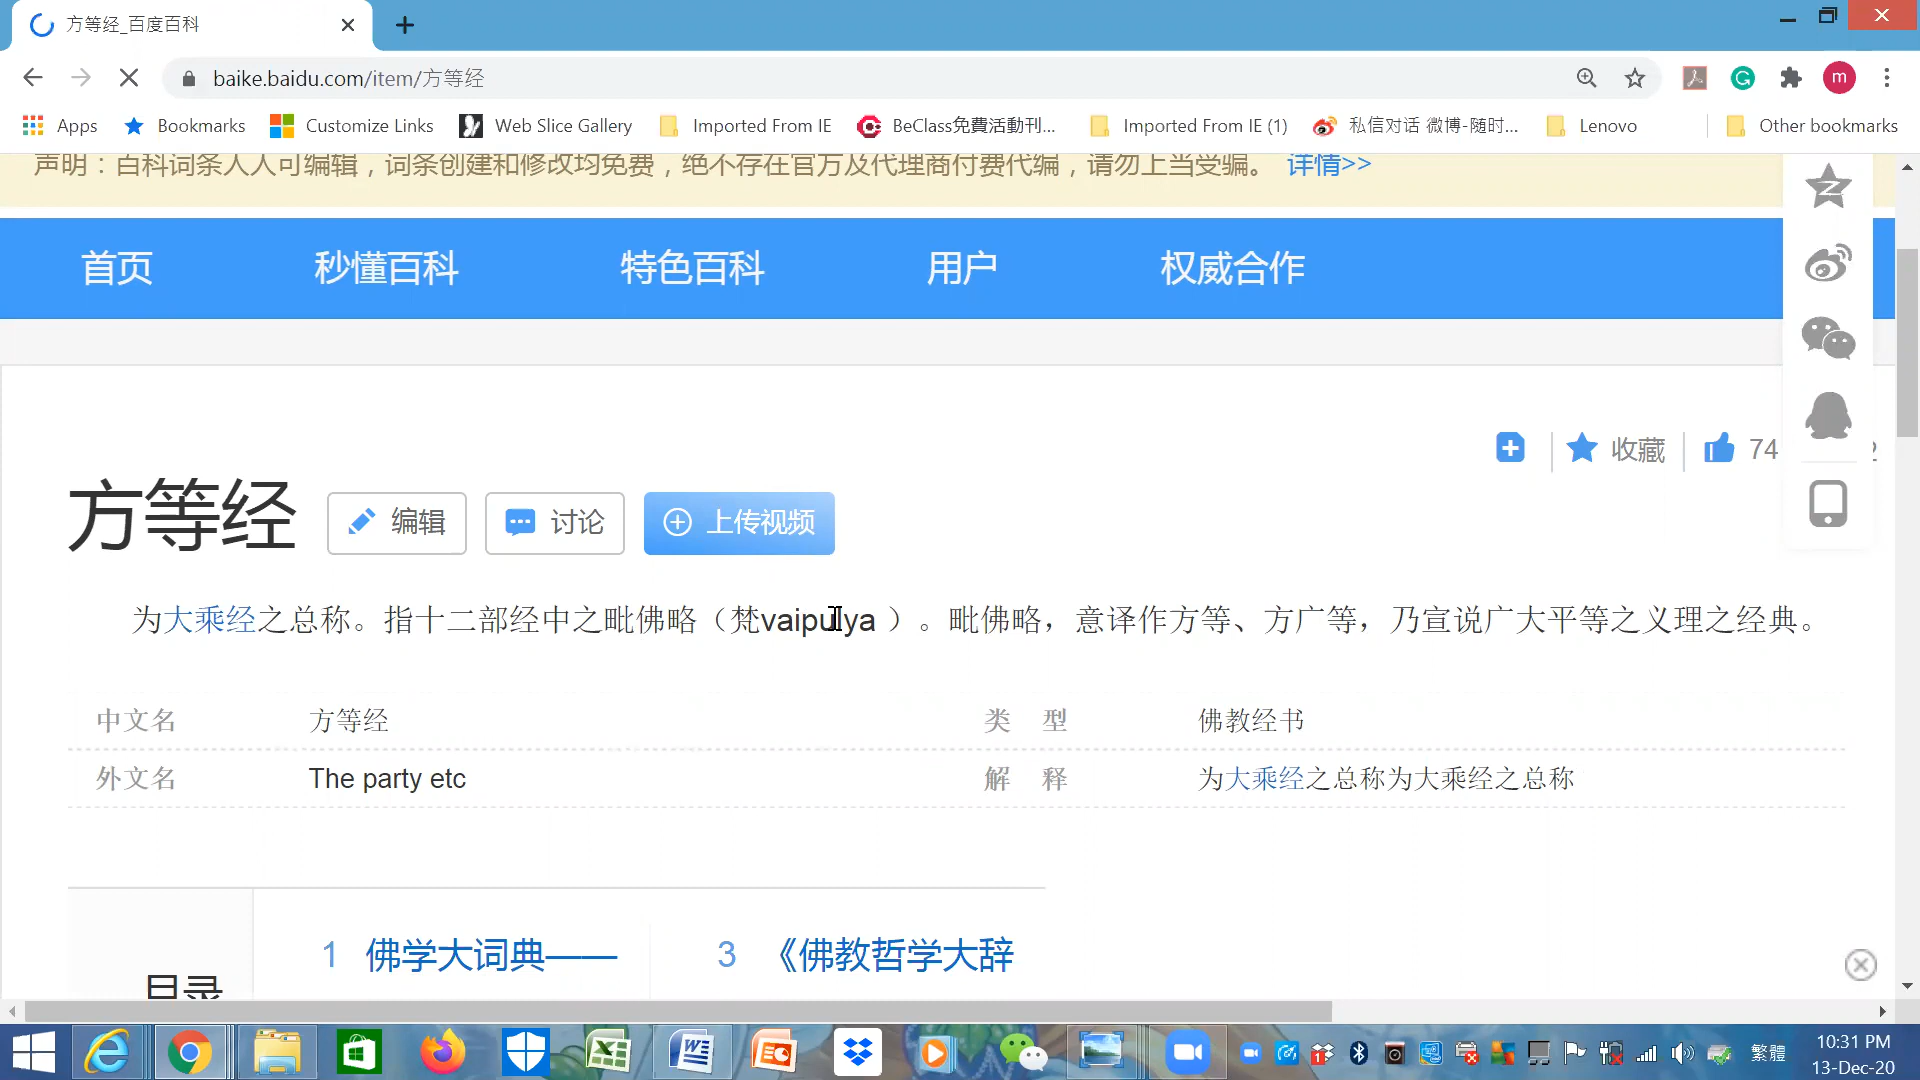 方等经_百度百科
baike.baidu.com/item/方等经
m
Apps Bookmarks Customize Links Web Slice Gallery Imported From IE BeClass免費活動刊... Imported From IE (1) 私信对话 微博-随时... Lenovo Other bookmarks
声明：百科词条人人可编辑，词条创建和修改均免费，绝不存在官方及代理商付费代编，请勿上当受骗。 详情>>
首页 秒懂百科 特色百科 用户 权威合作
收藏 74
方等经 编辑 讨论 上传视频
为大乘经之总称。指十二部经中之毗佛略（梵vaipulya ）。毗佛略，意译作方等、方广等，乃宣说广大平等之义理之经典。
中文名 方等经 类 型 佛教经书
外文名 The party etc 解 释 为大乘经之总称为大乘经之总称
目录
1 佛学大词典——
3 《佛教哲学大辞
繁體
10:31 PM
13-Dec-20